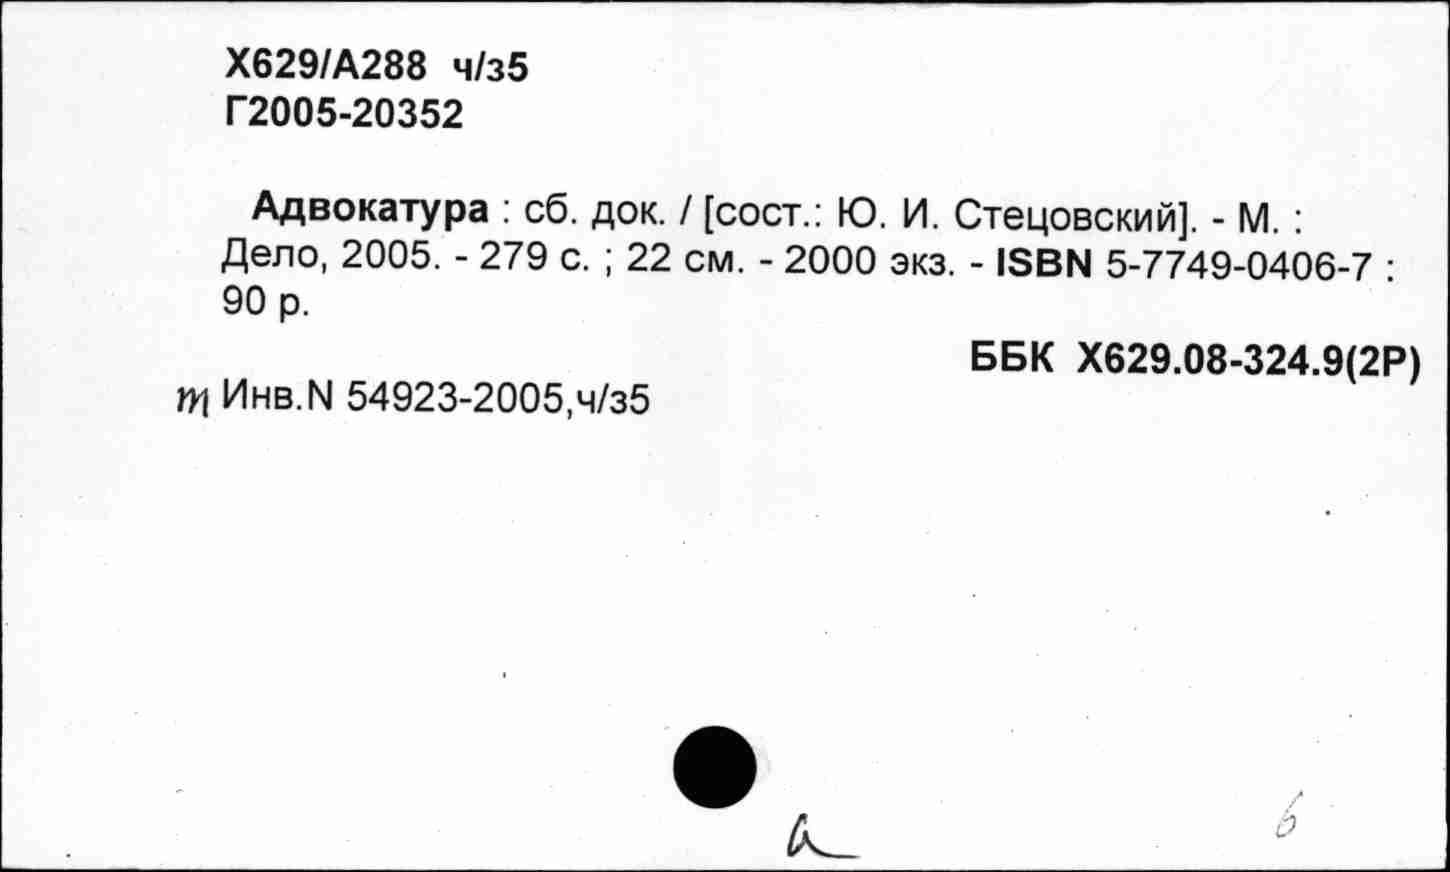 Х629/А288 ч/з5
Г2005-20352
Адвокатура : сб. док. / [сост.: Ю. И. Стецовский]. - М. :
Дело, 2005. - 279 с. ; 22 см. - 2000 экз. - ISBN 5-7749-0406-7 :
90 р.
ББК Х629.08-324.9(2Р)
Инв.N 54923-2005,ч/з5
6